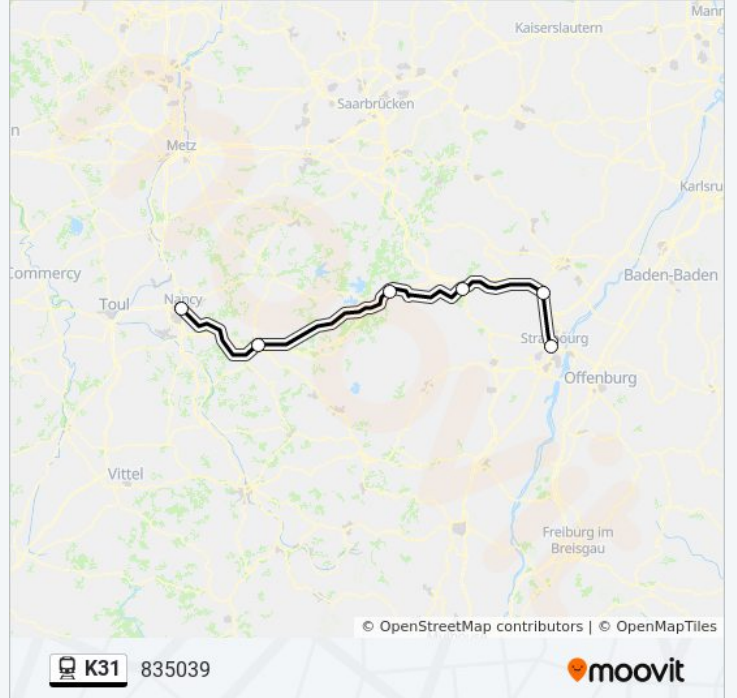 Mann
Kaiserslautern
Saarbrücken
n
Metz
Karlsru
Commercy
Baden-Baden
Toul
Nancy
Strasbourg
Offenburg
Vittel
Freiburg im
Breisgau
© OpenStreetMap contributors | © OpenMapTiles
K31 835039
moovit